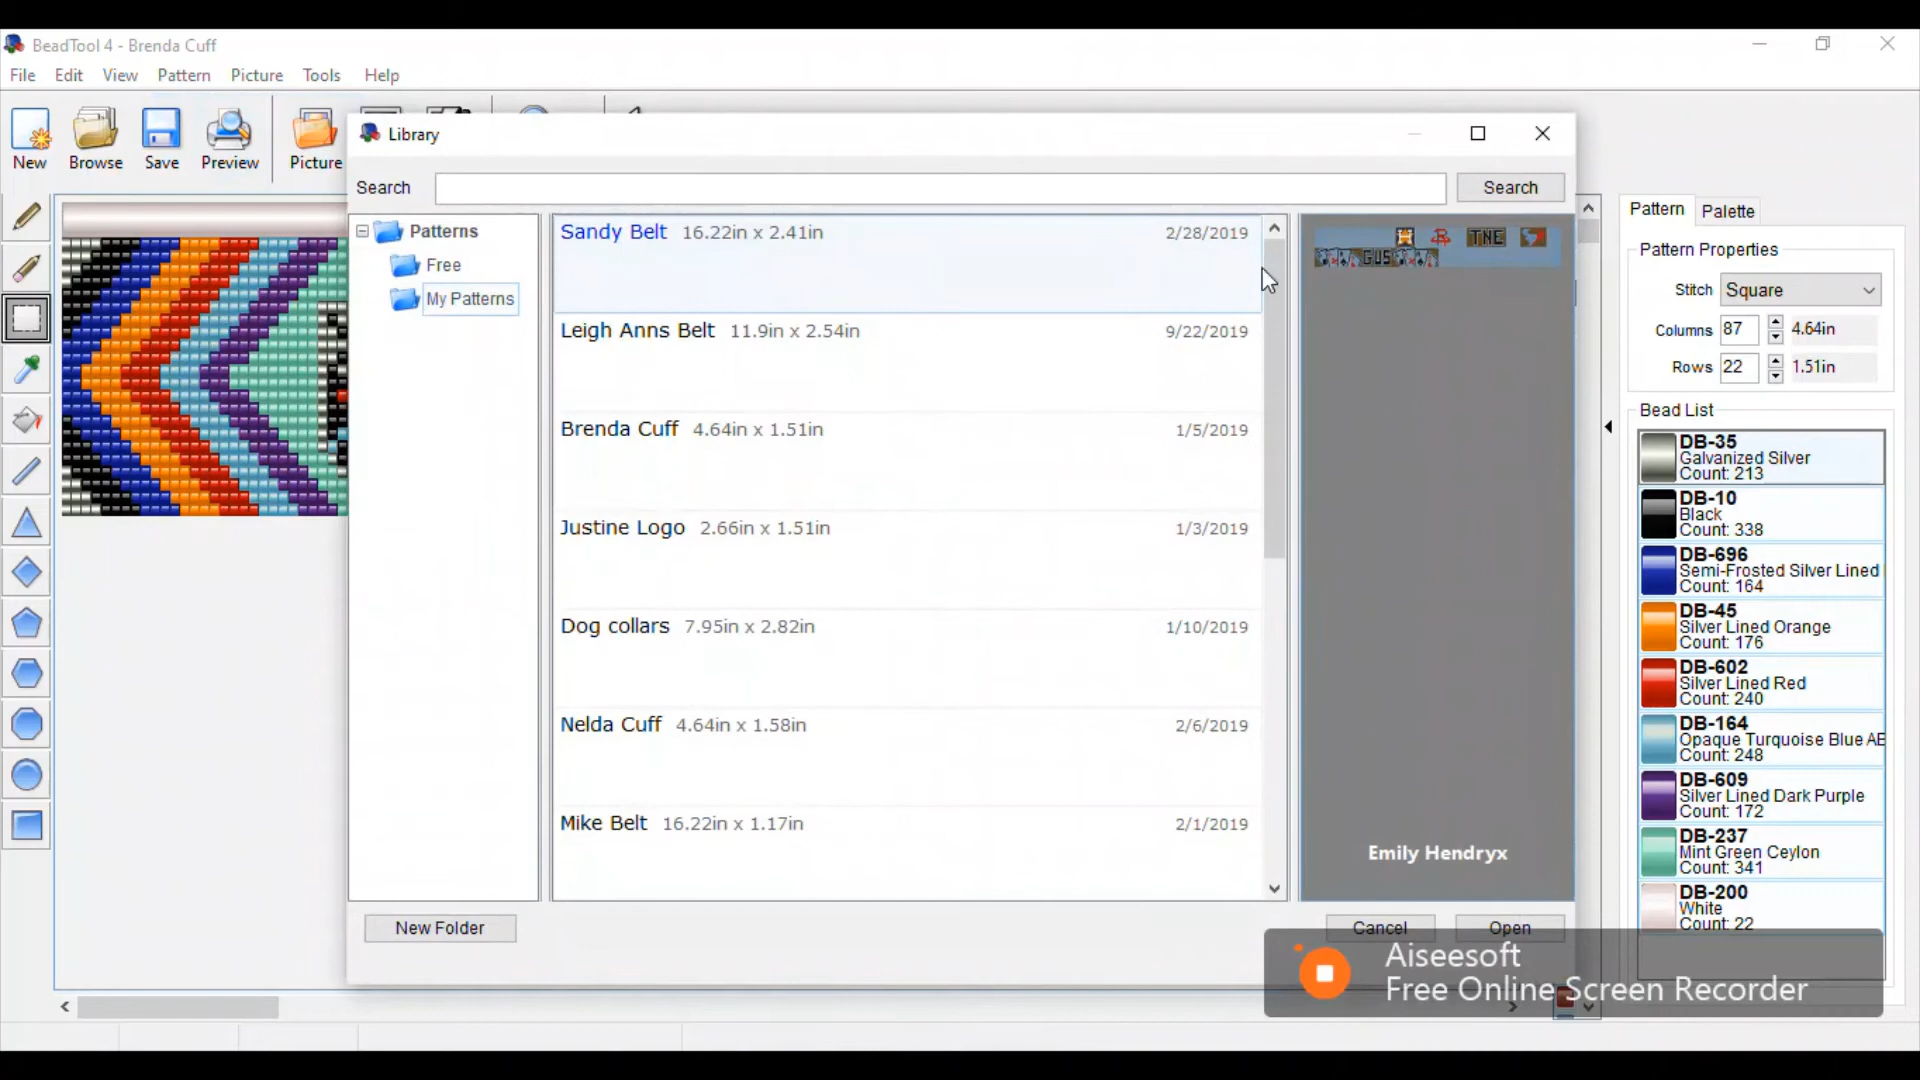 BeadTool 4 - Brenda Cuff
File Edit View Pattern Picture Tools Help
New Browse Save Preview Picture
Library
Search Search
Patterns
Free
My Patterns
Sandy Belt 16.22in x 2.41in 2/28/2019
Leigh Anns Belt 11.9in x 2.54in 9/22/2019
Brenda Cuff 4.64in x 1.51in 1/5/2019
Justine Logo 2.66in x 1.51in 1/3/2019
Dog collars 7.95in x 2.82in 1/10/2019
Nelda Cuff 4.64in x 1.58in 2/6/2019
Mike Belt 16.22in x 1.17in 2/1/2019
TNE
GUS
Emily Hendryx
New Folder Cancel Open
Pattern Palette
Pattern Properties
Stitch Square
Columns 87 4.64in
Rows 22 1.51in
Bead List
DB-35
Galvanized Silver
Count: 213
DB-10
Black
Count: 338
DB-696
Semi-Frosted Silver Lined
Count: 164
DB-45
Silver Lined Orange
Count: 176
DB-602
Silver Lined Red
Count: 240
DB-164
Opaque Turquoise Blue AB
Count: 248
DB-609
Silver Lined Dark Purple
Count: 172
DB-237
Mint Green Ceylon
Count: 341
DB-200
White
Count: 22
Aiseesoft
Free Online Screen Recorder